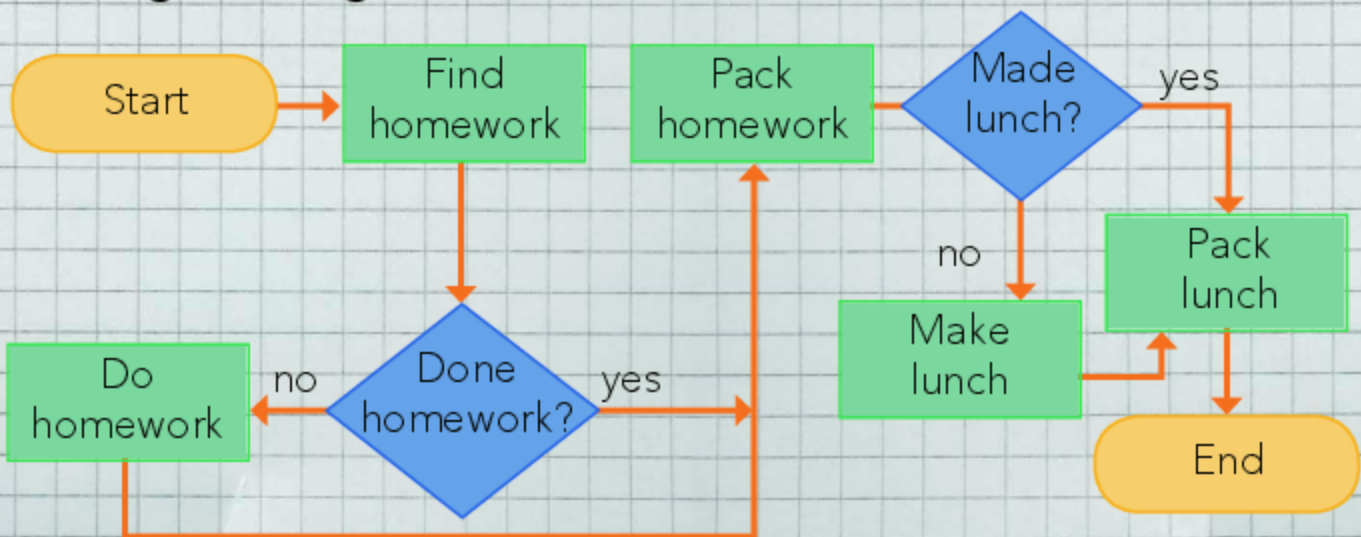 Start
Find
homework
Pack
homework
Made
lunch?
yes
no
Make
lunch
Pack
lunch
Do
homework
no
Done
homework?
yes
End